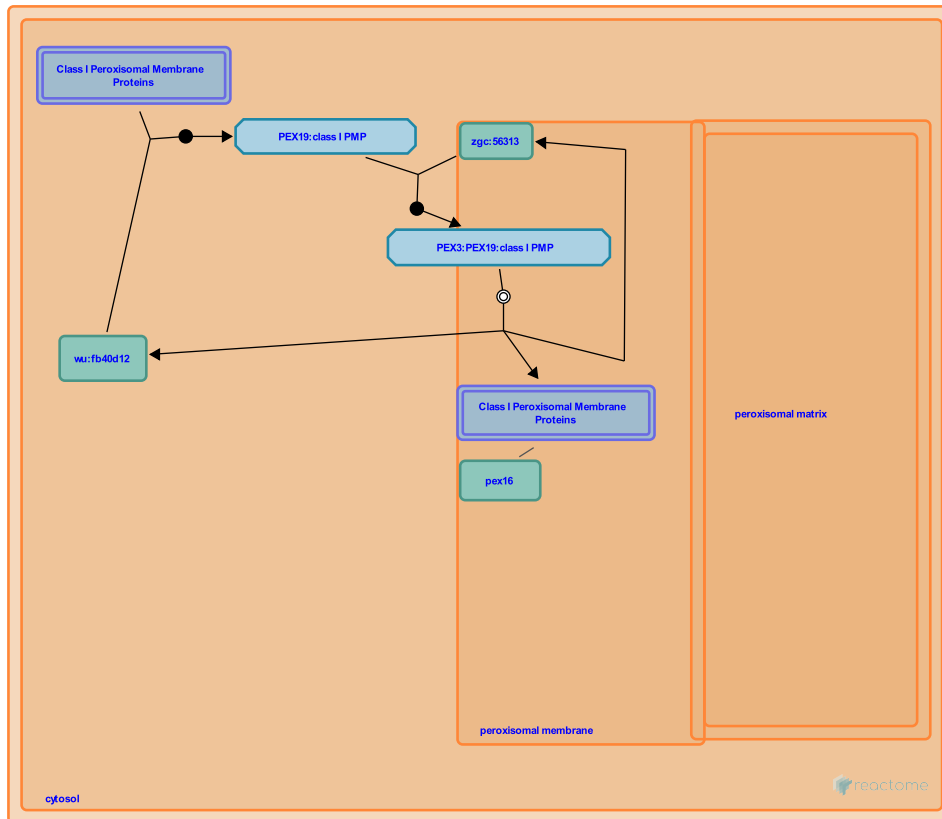 Class I Peroxisomal Membrane
Proteins
PEX19:class I PMP
zgc:56313
PEX3:PEX19:class I PMP
wu:fb40d12
Class I Peroxisomal Membrane
Proteins
peroxisomal matrix
pex16
peroxisomal membrane
reactome
cytosol